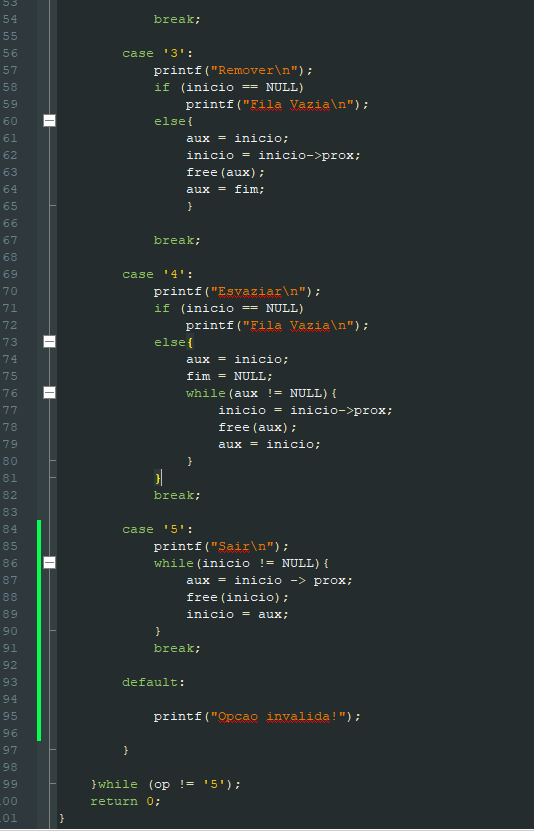 53
54 break;
55
56 case '3':
57 printf("Remover\n");
58 if (inicio == NULL)
59 printf("Fila Vazia\n");
60 else{
61 aux = inicio;
62 inicio = inicio->prox;
63 free(aux);
64 aux = fim;
65 }
66
67 break;
68
69 case '4':
70 printf("Esvaziar\n");
71 if (inicio == NULL)
72 printf("Fila Vazia\n");
73 else{
74 aux = inicio;
75 fim = NULL;
76 while(aux != NULL){
77 inicio = inicio->prox;
78 free(aux);
79 aux = inicio;
80 }
81 }
82 break;
83
84 case '5':
85 printf("Sair\n");
86 while(inicio != NULL){
87 aux = inicio -> prox;
88 free(inicio);
89 inicio = aux;
90 }
91 break;
92
93 default:
94
95 printf("Opcao invalida!");
96
97 }
98
99 }while (op != '5');
00 return 0;
01 }